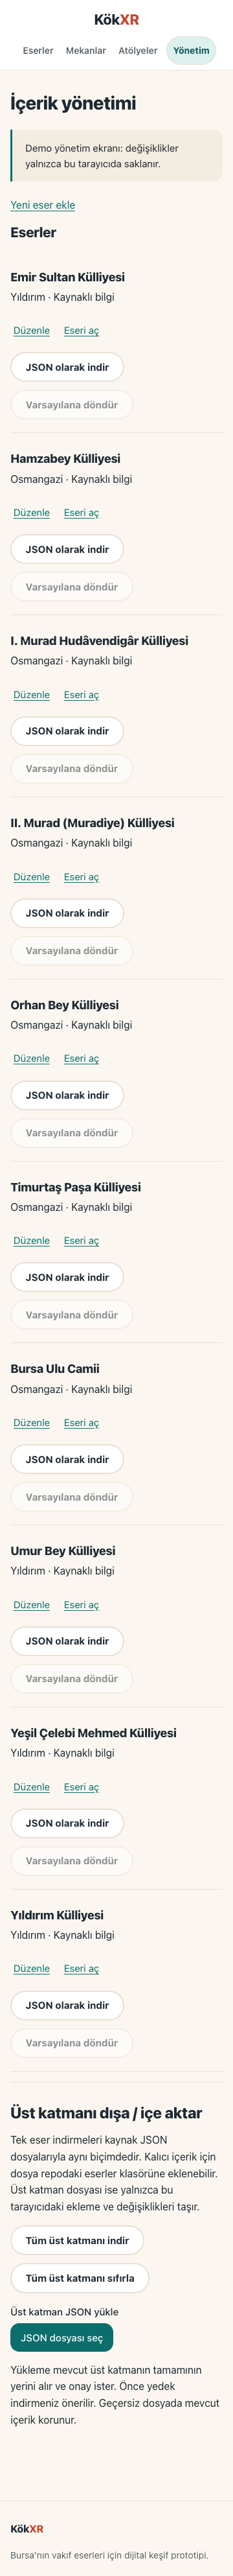 KökXR
Eserler Mekanlar Atölyeler Yönetim
İçerik yönetimi
Demo yönetim ekranı: değişiklikler
yalnızca bu tarayıcıda saklanır.
Yeni eser ekle
Eserler
Emir Sultan Külliyesi
Yıldırım · Kaynaklı bilgi
Düzenle Eseri aç
JSON olarak indir
Varsayılana döndür
Hamzabey Külliyesi
Osmangazi · Kaynaklı bilgi
Düzenle Eseri aç
JSON olarak indir
Varsayılana döndür
I. Murad Hudâvendigâr Külliyesi
Osmangazi · Kaynaklı bilgi
Düzenle Eseri aç
JSON olarak indir
Varsayılana döndür
II. Murad (Muradiye) Külliyesi
Osmangazi · Kaynaklı bilgi
Düzenle Eseri aç
JSON olarak indir
Varsayılana döndür
Orhan Bey Külliyesi
Osmangazi · Kaynaklı bilgi
Düzenle Eseri aç
JSON olarak indir
Varsayılana döndür
Timurtaş Paşa Külliyesi
Osmangazi · Kaynaklı bilgi
Düzenle Eseri aç
JSON olarak indir
Varsayılana döndür
Bursa Ulu Camii
Osmangazi · Kaynaklı bilgi
Düzenle Eseri aç
JSON olarak indir
Varsayılana döndür
Umur Bey Külliyesi
Yıldırım · Kaynaklı bilgi
Düzenle Eseri aç
JSON olarak indir
Varsayılana döndür
Yeşil Çelebi Mehmed Külliyesi
Yıldırım · Kaynaklı bilgi
Düzenle Eseri aç
JSON olarak indir
Varsayılana döndür
Yıldırım Külliyesi
Yıldırım · Kaynaklı bilgi
Düzenle Eseri aç
JSON olarak indir
Varsayılana döndür
Üst katmanı dışa / içe aktar
Tek eser indirmeleri kaynak JSON
dosyalarıyla aynı biçimdedir. Kalıcı içerik için
dosya repodaki eserler klasörüne eklenebilir.
Üst katman dosyası ise yalnızca bu
tarayıcıdaki ekleme ve değişiklikleri taşır.
Tüm üst katmanı indir
Tüm üst katmanı sıfırla
Üst katman JSON yükle
JSON dosyası seç
Yükleme mevcut üst katmanın tamamının
yerini alır ve onay ister. Önce yedek
indirmeniz önerilir. Geçersiz dosyada mevcut
içerik korunur.
KökXR
Bursa'nın vakıf eserleri için dijital keşif prototipi.